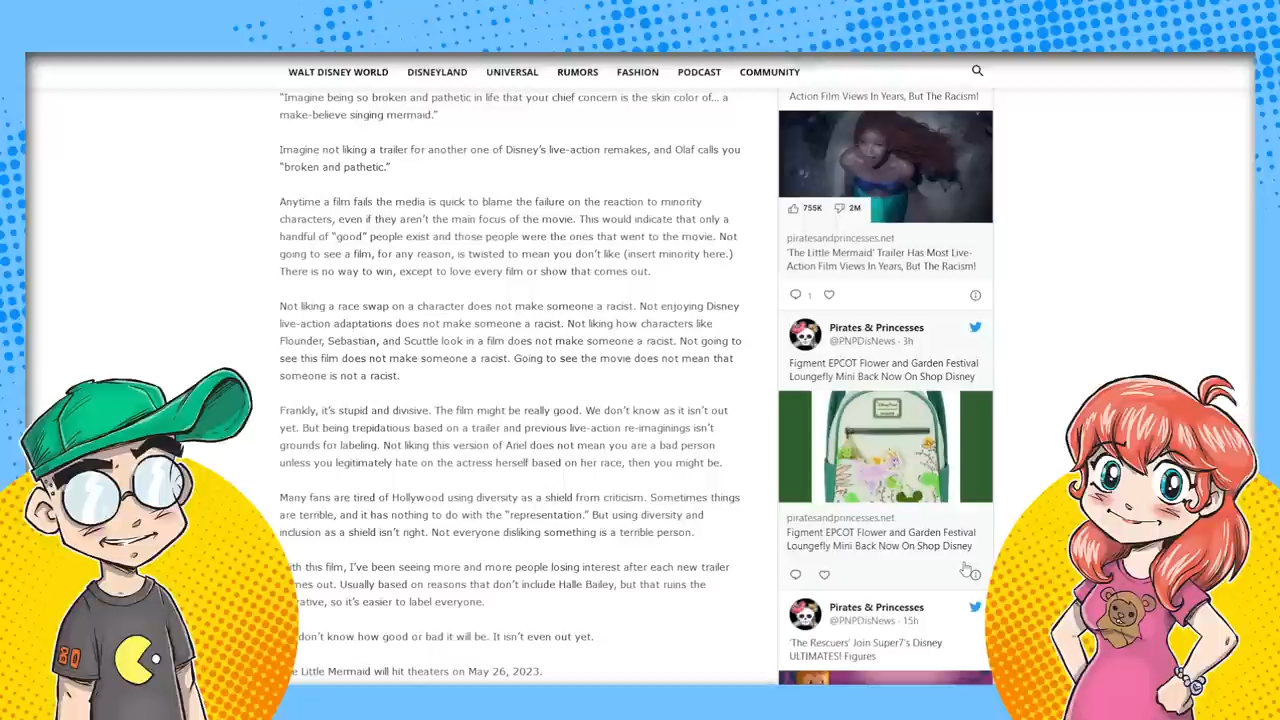 WALT DISNEY WORLD DISNEYLAND UNIVERSAL RUMORS FASHION PODCAST COMMUNITY
"Imagine being so broken and pathetic in life that your chief concern is the skin color of... a
make-believe singing mermaid."
Imagine not liking a trailer for another one of Disney's live-action remakes, and Olaf calls you
"broken and pathetic."
Anytime a film fails the media is quick to blame the failure on the reaction to minority
characters, even if they aren't the main focus of the movie. This would indicate that only a
handful of "good" people exist and those people were the ones that went to the movie. Not
going to see a film, for any reason, is twisted to mean you don't like (insert minority here.)
There is no way to win, except to love every film or show that comes out.
Not liking a race swap on a character does not make someone a racist. Not enjoying Disney
live-action adaptations does not make someone a racist. Not liking how characters like
Flounder, Sebastian, and Scuttle look in a film does not make someone a racist. Not going to
see this film does not make someone a racist. Going to see the movie does not mean that
someone is not a racist.
Frankly, it's stupid and divisive. The film might be really good. We don't know as it isn't out
yet. But being trepidatious based on a trailer and previous live-action re-imaginings isn't
grounds for labeling. Not liking this version of Ariel does not mean you are a bad person
unless you legitimately hate on the actress herself based on her race, then you might be.
Many fans are tired of Hollywood using diversity as a shield from criticism. Sometimes things
are terrible, and it has nothing to do with the "representation." But using diversity and
inclusion as a shield isn't right. Not everyone disliking something is a terrible person.
ith this film, I've been seeing more and more people losing interest after each new trailer
mes out. Usually based on reasons that don't include Halle Bailey, but that ruins the
rative, so it's easier to label everyone.
don't know how good or bad it will be. It isn't even out yet.
e Little Mermaid will hit theaters on May 26, 2023.
Action Film Views In Years, But The Racism!
755K 2M
piratesandprincesses.net
'The Little Mermaid' Trailer Has Most Live-
Action Film Views In Years, But The Racism!
1
Pirates & Princesses
@PNPDisNews · 3h
Figment EPCOT Flower and Garden Festival
Loungefly Mini Back Now On Shop Disney
piratesandprincesses.net
Figment EPCOT Flower and Garden Festival
Loungefly Mini Back Now On Shop Disney
Pirates & Princesses
@PNPDisNews · 15h
'The Rescuers' Join Super7's Disney
ULTIMATES! Figures
80